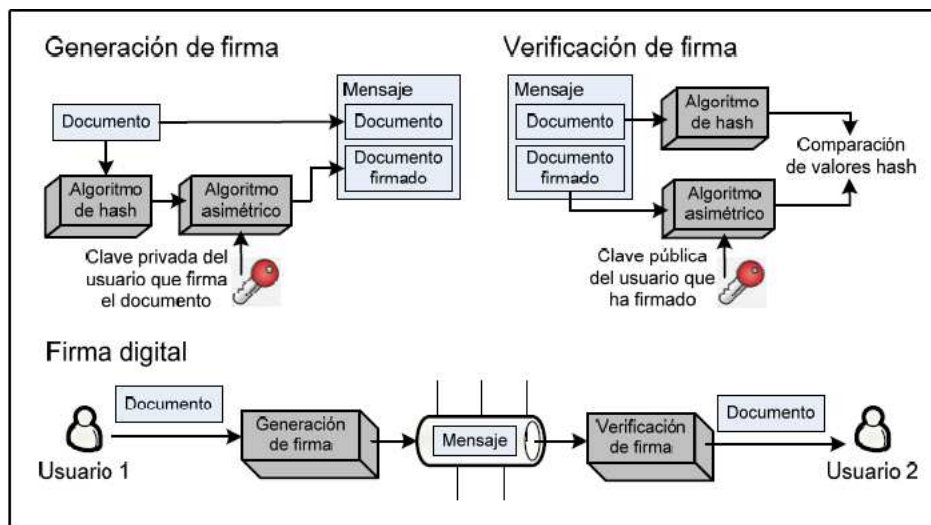 Generación de firma
Documento
Mensaje
Documento
Documento
firmado
Algoritmo
de hash
Algoritmo
asimétrico
Clave privada del
usuario que firma
el documento
Verificación de firma
Mensaje
Documento
Documento
firmado
Algoritmo
de hash
Algoritmo
asimétrico
Comparación
de valores hash
Clave pública
del usuario que
ha firmado
Firma digital
Usuario 1
Documento
Generación
de firma
Mensaje
Verificación
de firma
Documento
Usuario 2